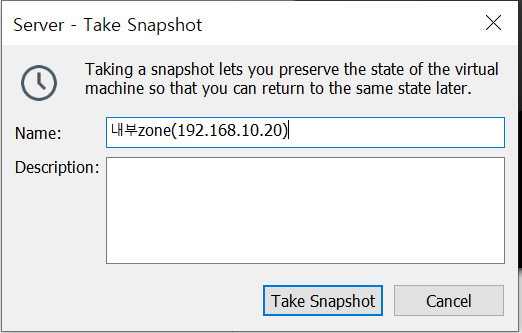 Server - Take Snapshot
Taking a snapshot lets you preserve the state of the virtual
machine so that you can return to the same state later.
Name:
내부zone(192.168.10.20)
Description:
Take Snapshot
Cancel